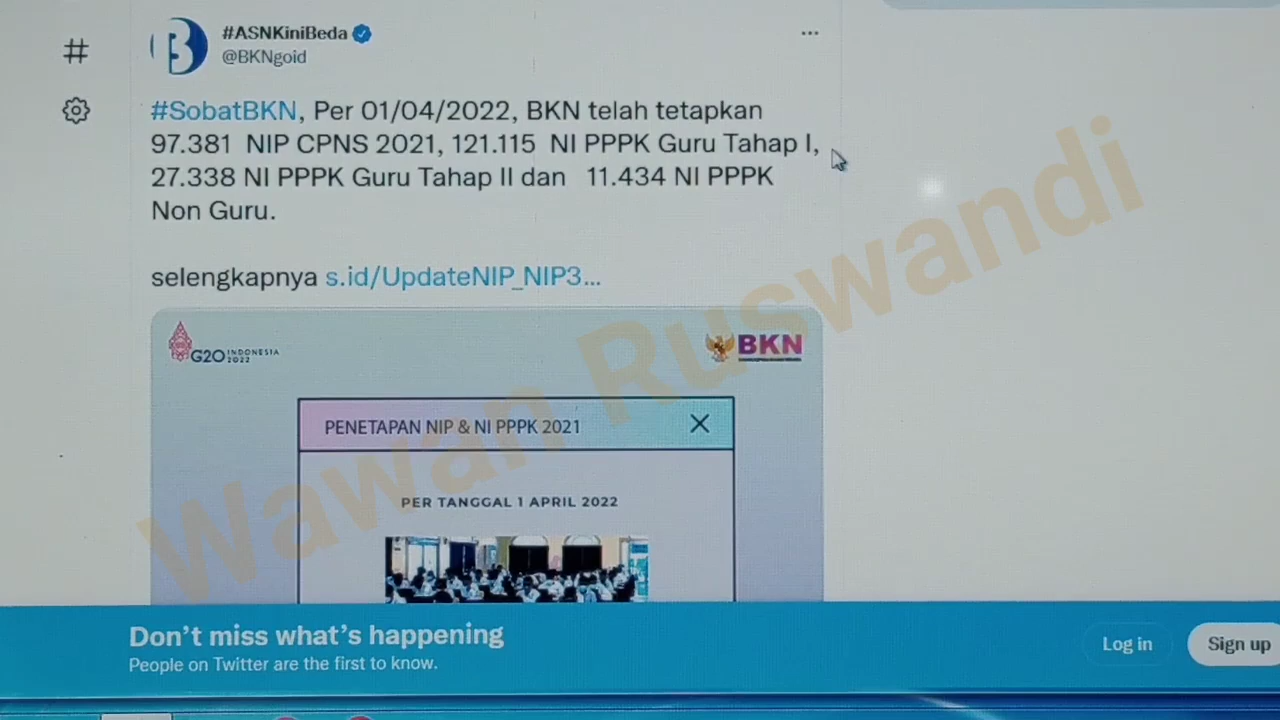 #ASNKiniBeda
@BKNgoid
#SobatBKN, Per 01/04/2022, BKN telah tetapkan
97.381 NIP CPNS 2021, 121.115 NI PPPK Guru Tahap I,
27.338 NI PPPK Guru Tahap II dan 11.434 NI PPPK
Non Guru.
selengkapnya s.id/UpdateNIP_NIP3...
G20 INDONESIA 2022
BKN
PENETAPAN NIP & NI PPPK 2021
PER TANGGAL 1 APRIL 2022
Wawan Ruswandi
Don't miss what's happening
People on Twitter are the first to know.
Log in
Sign up